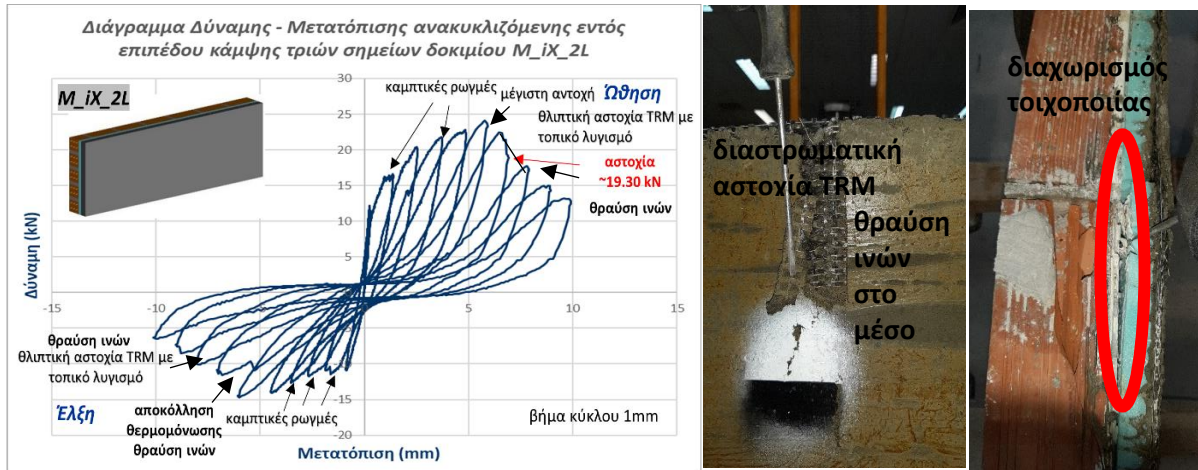 Διάγραμμα Δύναμης - Μετατόπισης ανακυκλιζόμενης εντός
επιπέδου κάμψης τριών σημείων δοκιμίου M_iX_2L
M_iX_2L
καμπτικές ρωγμές
μέγιστη αντοχή
Ώθηση
θλιπτική αστοχία TRM με
τοπικό λυγισμό
αστοχία
~19.30 kN
θραύση ινών
Δύναμη (kN)
30
25
20
15
10
5
-5
-15
-20
-15
-10
-5
0
5
10
15
θραύση ινών
θλιπτική αστοχία TRM με
τοπικό λυγισμό
Έλξη
αποκόλληση
θερμομόνωσης
θραύση ινών
καμπτικές ρωγμές
βήμα κύκλου 1mm
Μετατόπιση (mm)
διαστρωματική
αστοχία TRM
θραύση
ινών
στο
μέσο
διαχωρισμός
τοιχοποιίας